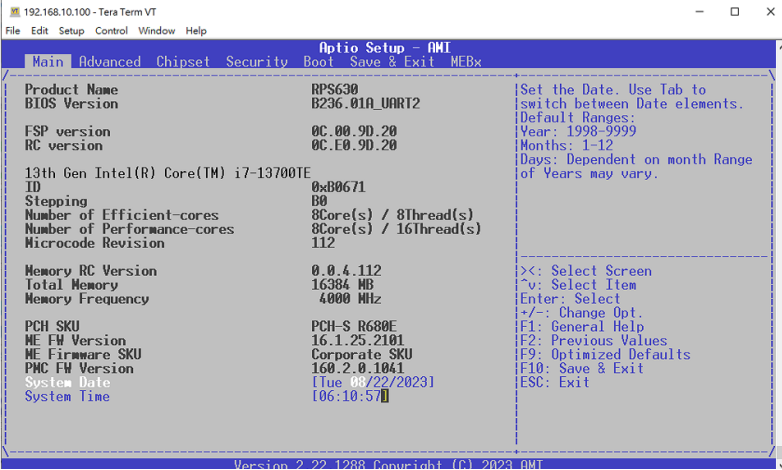 192.168.10.100 - Tera Term VT
File Edit Setup Control Window Help
Aptio Setup - AMI
Main Advanced Chipset Security Boot Save & Exit MEBx
Product Name RPS630
BIOS Version B236.01A_UART2
FSP version 0C.00.9D.20
RC version 0C.E0.9D.20
13th Gen Intel(R) Core(TM) i7-13700TE
ID 0xB0671
Stepping B0
Number of Efficient-cores 8Core(s) / 8Thread(s)
Number of Performance-cores 8Core(s) / 16Thread(s)
Microcode Revision 112
Memory RC Version 0.0.4.112
Total Memory 16384 MB
Memory Frequency 4000 MHz
PCH SKU PCH-S R680E
ME FW Version 16.1.25.2101
ME Firmware SKU Corporate SKU
PMC FW Version 160.2.0.1041
System Date [Tue 08/22/2023]
System Time [06:10:57]
Set the Date. Use Tab to
switch between Date elements.
Default Ranges:
Year: 1998-9999
Months: 1-12
Days: Dependent on month Range
of Years may vary.
><: Select Screen
^v: Select Item
Enter: Select
+/-: Change Opt.
F1: General Help
F2: Previous Values
F9: Optimized Defaults
F10: Save & Exit
ESC: Exit
Version 2.22.1288 Copyright (C) 2023 AMI